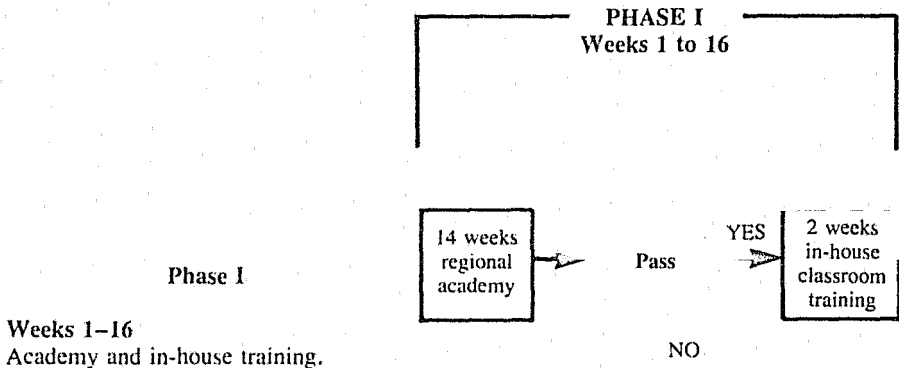 PHASE I
Weeks 1 to 16
14 weeks
regional
academy
Pass
YES
2 weeks
in-house
classroom
training
NO
Phase I
Weeks 1–16
Academy and in-house training.